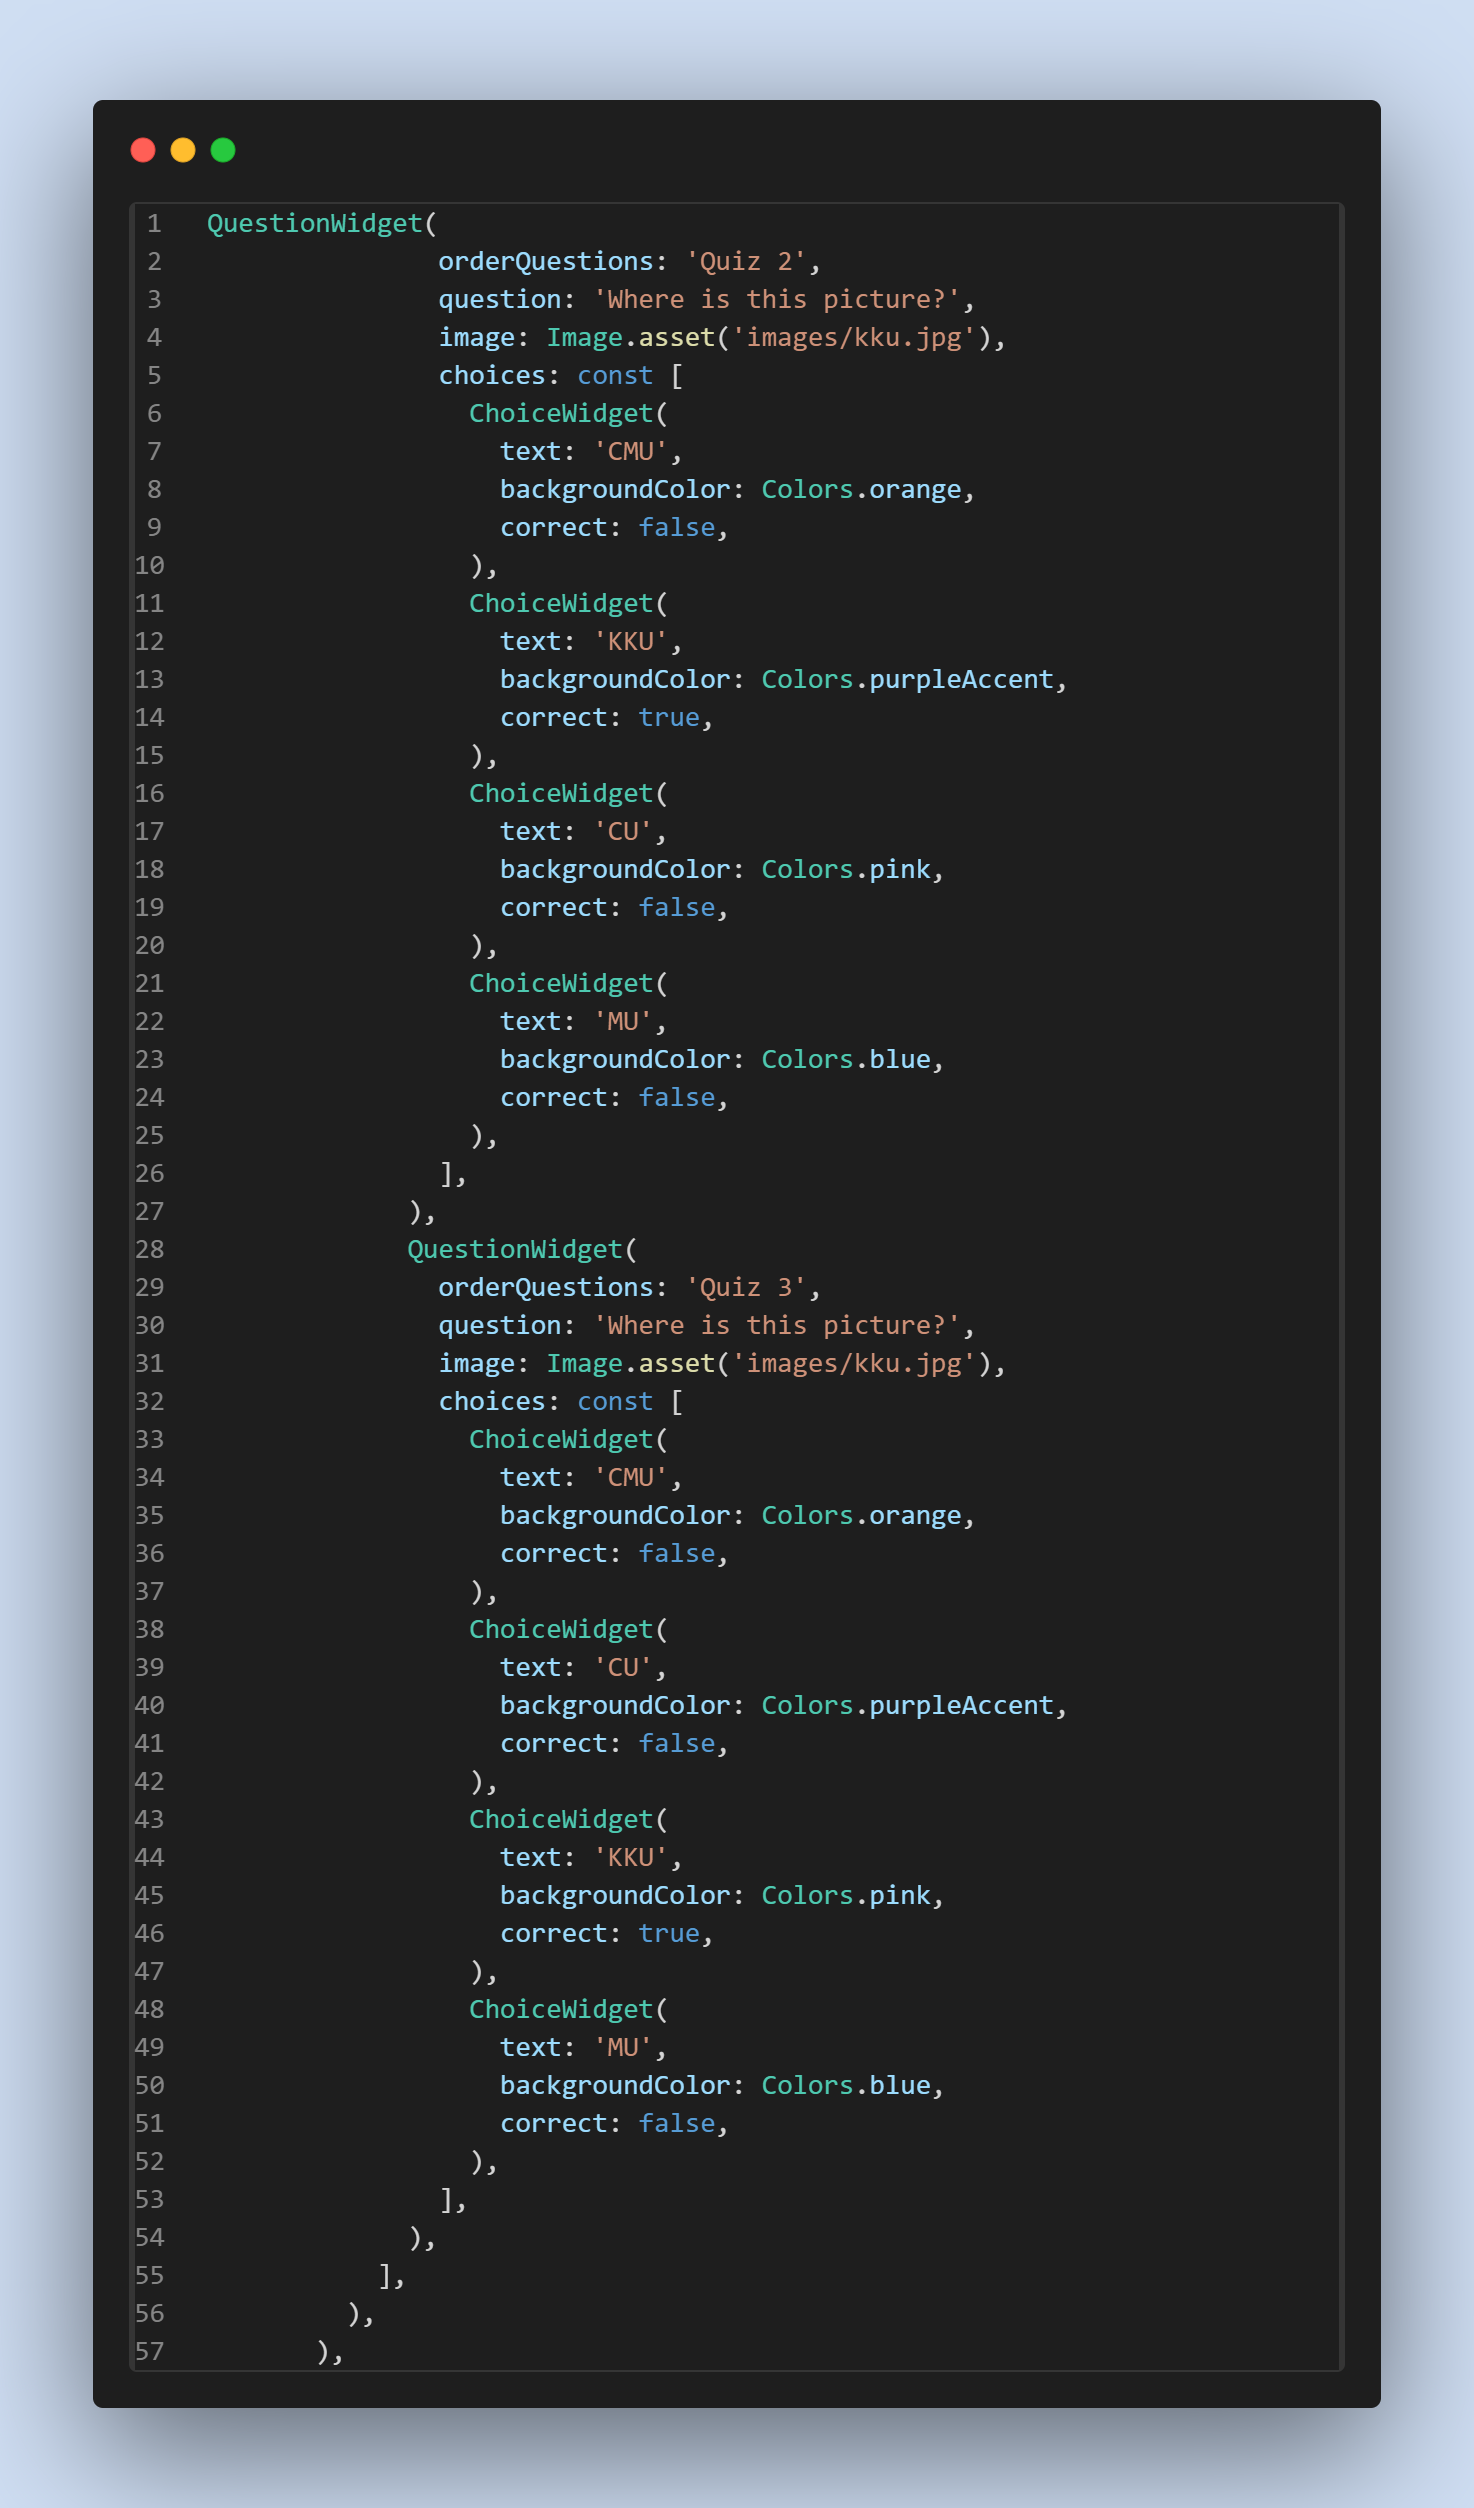 1 QuestionWidget(
2 orderQuestions: 'Quiz 2',
3 question: 'Where is this picture?',
4 image: Image.asset('images/kku.jpg'),
5 choices: const [
6 ChoiceWidget(
7 text: 'CMU',
8 backgroundColor: Colors.orange,
9 correct: false,
10 ),
11 ChoiceWidget(
12 text: 'KKU',
13 backgroundColor: Colors.purpleAccent,
14 correct: true,
15 ),
16 ChoiceWidget(
17 text: 'CU',
18 backgroundColor: Colors.pink,
19 correct: false,
20 ),
21 ChoiceWidget(
22 text: 'MU',
23 backgroundColor: Colors.blue,
24 correct: false,
25 ),
26 ],
27 ),
28 QuestionWidget(
29 orderQuestions: 'Quiz 3',
30 question: 'Where is this picture?',
31 image: Image.asset('images/kku.jpg'),
32 choices: const [
33 ChoiceWidget(
34 text: 'CMU',
35 backgroundColor: Colors.orange,
36 correct: false,
37 ),
38 ChoiceWidget(
39 text: 'CU',
40 backgroundColor: Colors.purpleAccent,
41 correct: false,
42 ),
43 ChoiceWidget(
44 text: 'KKU',
45 backgroundColor: Colors.pink,
46 correct: true,
47 ),
48 ChoiceWidget(
49 text: 'MU',
50 backgroundColor: Colors.blue,
51 correct: false,
52 ),
53 ],
54 ),
55 ],
56 ),
57 ),